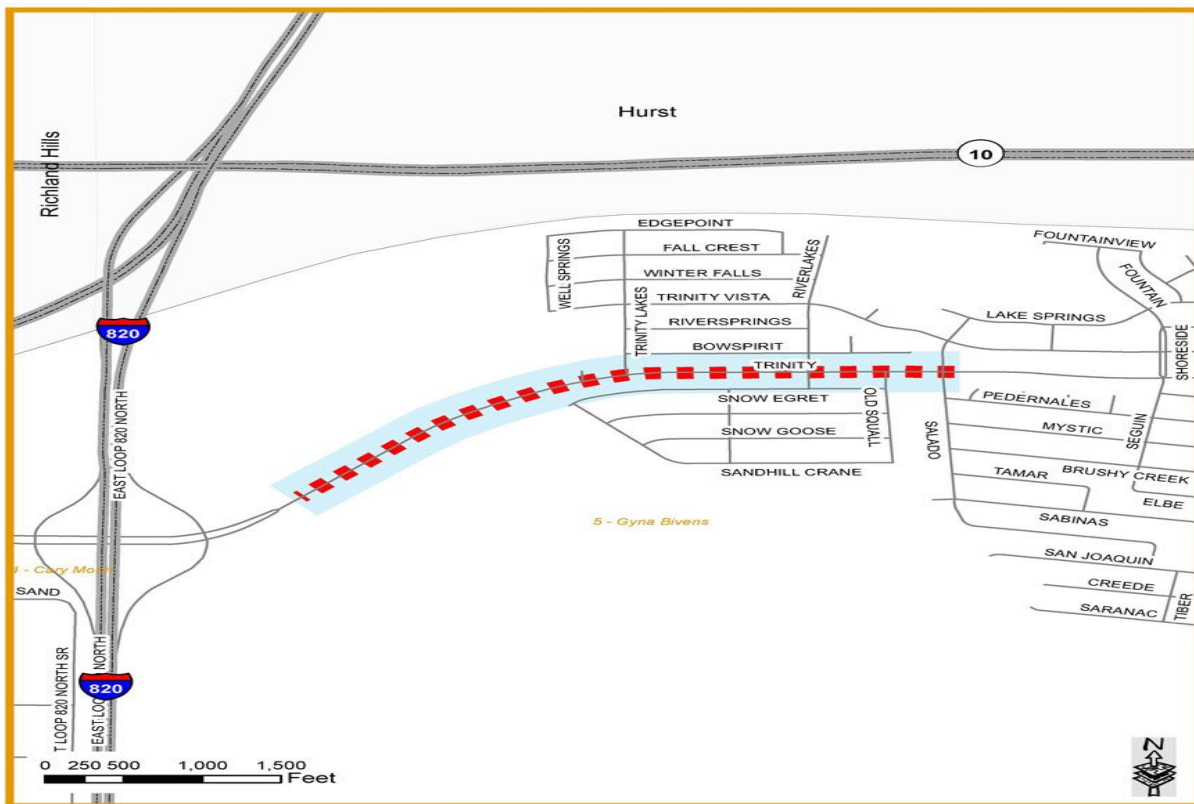 Hurst
Richland Hills
10
EDGEPOINT
FALL CREST
WELL SPRINGS
WINTER FALLS
RIVERLAKES
TRINITY VISTA
TRINITY LAKES
RIVERSPRINGS
BOWSPIRIT
TRINITY
FOUNTAINVIEW
FOUNTAIN
LAKE SPRINGS
SHORESIDE
820
EAST LOOP 820 NORTH
SNOW EGRET
OLD SQUALL
SNOW GOOSE
SANDHILL CRANE
SALADO
PEDERNALES
MYSTIC
SEGUIN
TAMAR
BRUSHY CREEK
ELBE
SABINAS
SAN JOAQUIN
CREEDE
SARANAC
TIBER
5 - Gyna Bivens
4 - Cary
SAND
T LOOP 820 NORTH SR
EAST
NORTH
820
0 250 500 1,000 1,500
Feet
N